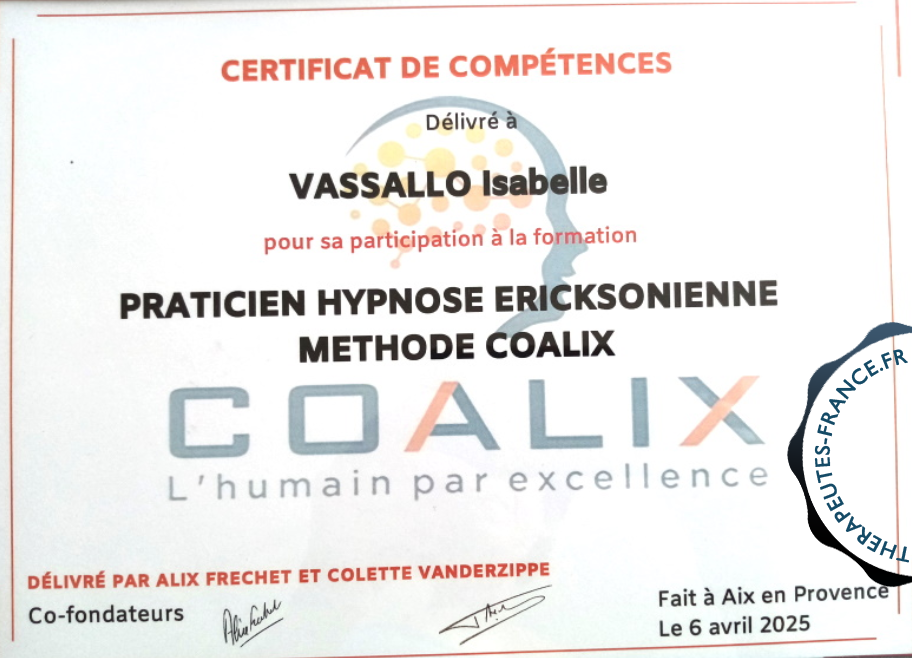 CERTIFICAT DE COMPÉTENCES
Délivré à
VASSALLO Isabelle
pour sa participation à la formation
PRATICIEN HYPNOSE ERICKSONIENNE
METHODE COALIX
COALIX
L'humain par excellence
THERAPEUTES-FRANCE.FR
DÉLIVRÉ PAR ALIX FRECHET ET COLETTE VANDERZIPPE
Co-fondateurs
Fait à Aix en Provence
Le 6 avril 2025